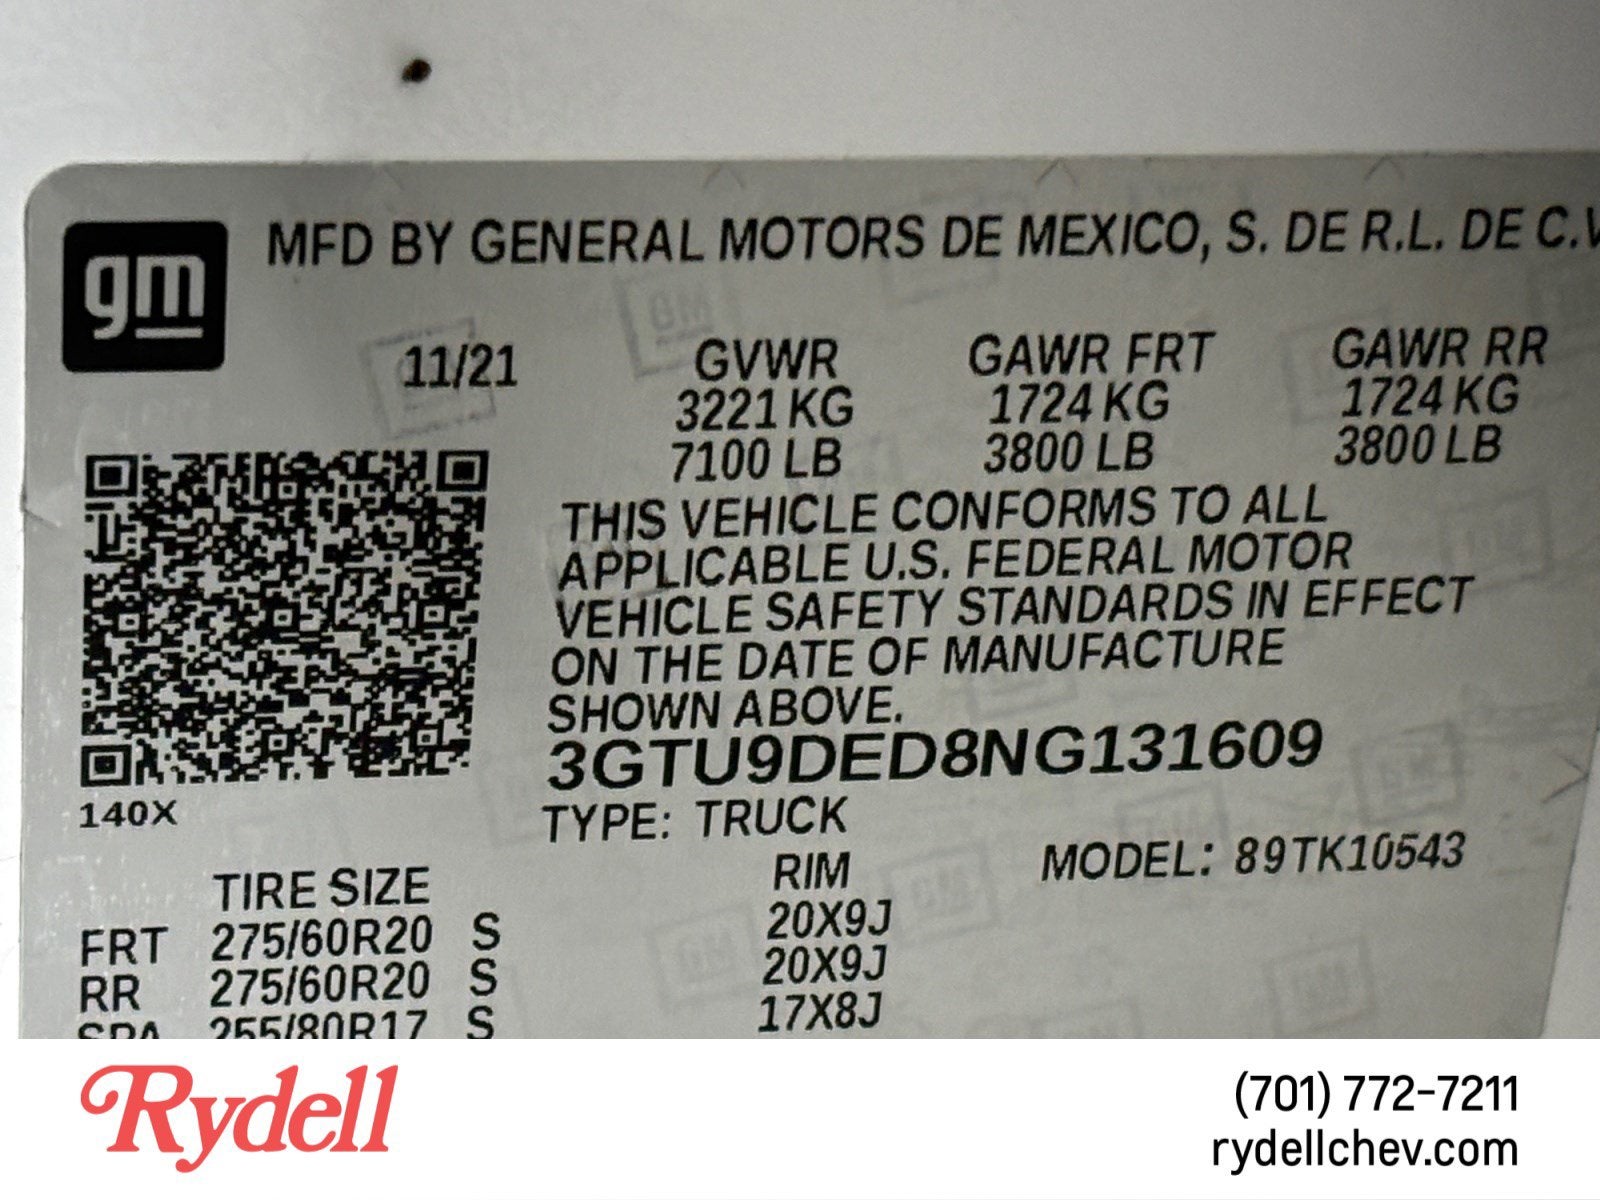 gm
MFD BY GENERAL MOTORS DE MEXICO, S. DE R.L. DE C.V
11/21 GVWR GAWR FRT GAWR RR
3221 KG 1724 KG 1724 KG
7100 LB 3800 LB 3800 LB
THIS VEHICLE CONFORMS TO ALL
APPLICABLE U.S. FEDERAL MOTOR
VEHICLE SAFETY STANDARDS IN EFFECT
ON THE DATE OF MANUFACTURE
SHOWN ABOVE.
3GTU9DED8NG131609
140X
TYPE: TRUCK
MODEL: 89TK10543
TIRE SIZE RIM
FRT 275/60R20 S 20X9J
RR 275/60R20 S 20X9J
SPA 255/80R17 S 17X8J
Rydell
(701) 772-7211
rydellchev.com